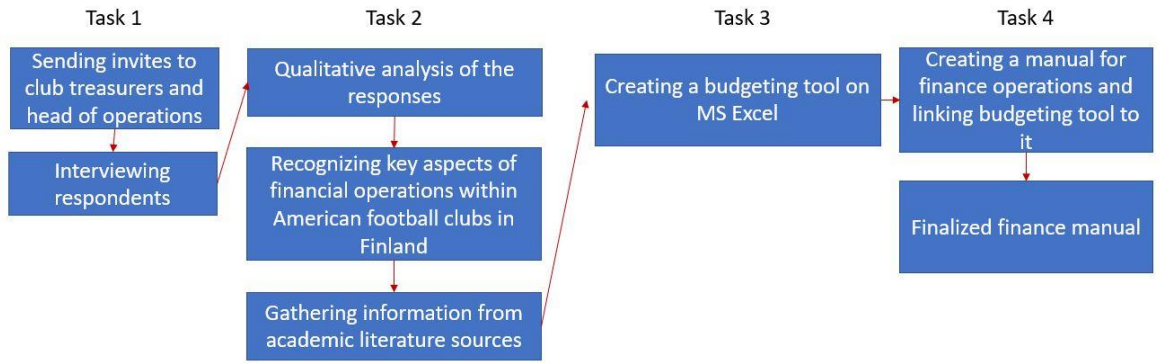 Task 1
Sending invites to
club treasurers and
head of operations
Interviewing
respondents
Task 2
Qualitative analysis of the
responses
Recognizing key aspects of
financial operations within
American football clubs in
Finland
Gathering information from
academic literature sources
Task 3
Creating a budgeting tool on
MS Excel
Task 4
Creating a manual for
finance operations and
linking budgeting tool to
it
Finalized finance manual